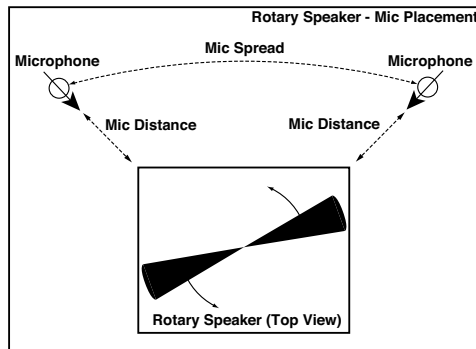 Rotary Speaker - Mic Placement
Mic Spread
Microphone
Microphone
Mic Distance
Mic Distance
Rotary Speaker (Top View)